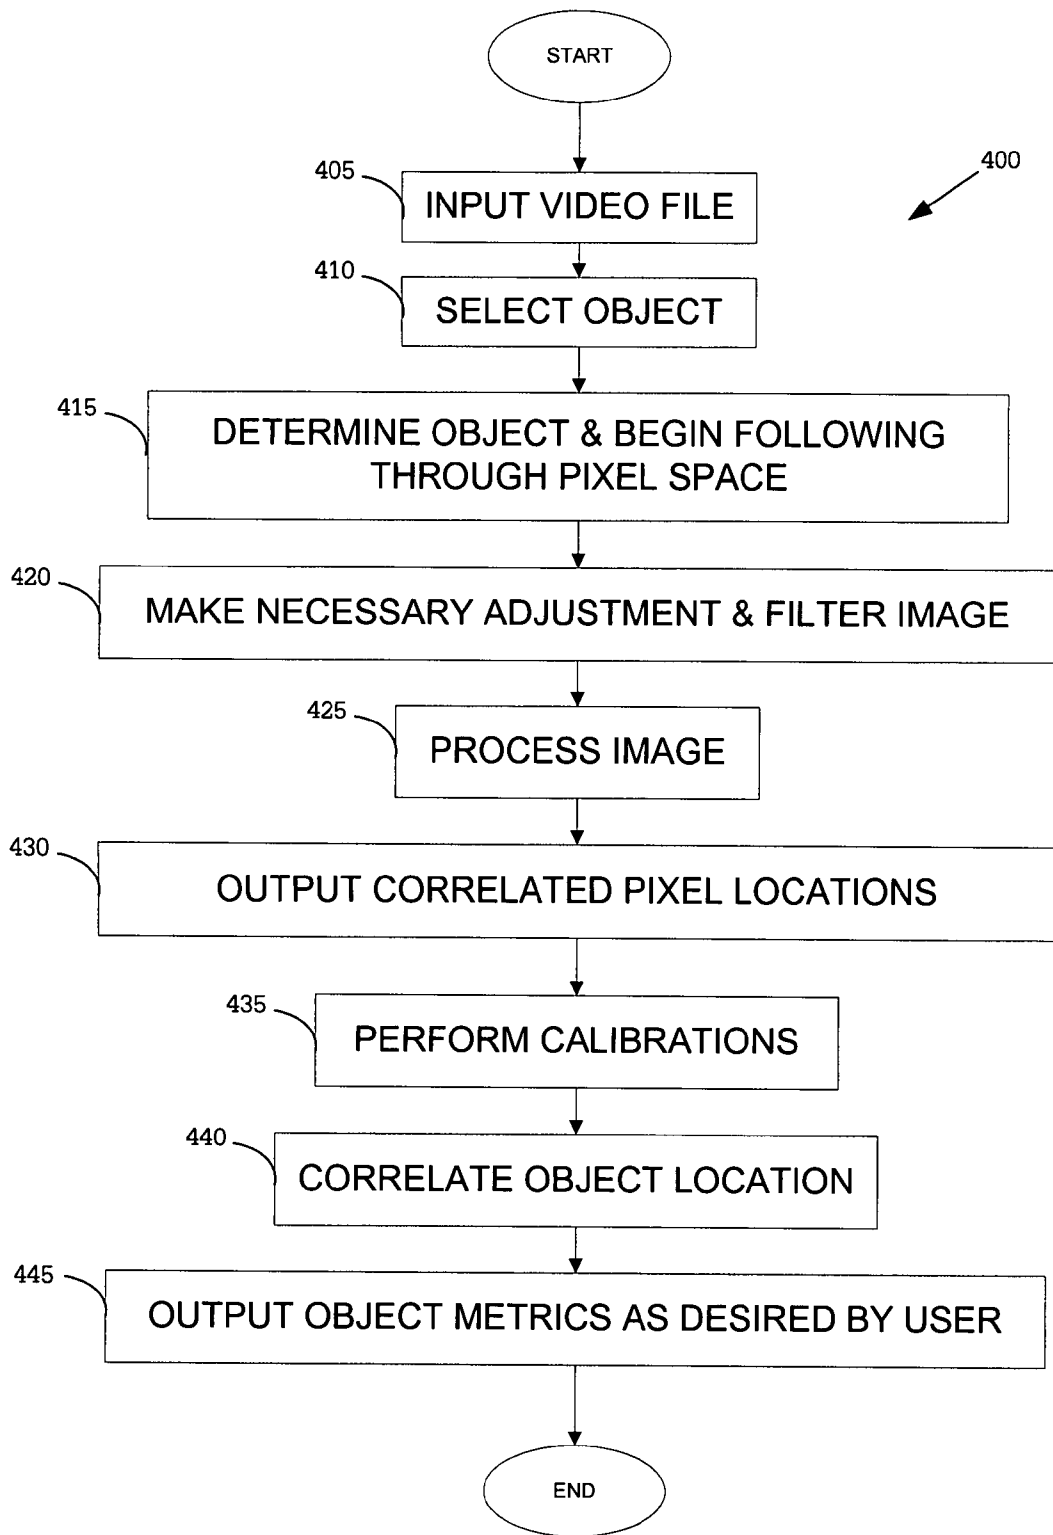 START
400
405
INPUT VIDEO FILE
410
SELECT OBJECT
415
DETERMINE OBJECT & BEGIN FOLLOWING
THROUGH PIXEL SPACE
420
MAKE NECESSARY ADJUSTMENT & FILTER IMAGE
425
PROCESS IMAGE
430
OUTPUT CORRELATED PIXEL LOCATIONS
435
PERFORM CALIBRATIONS
440
CORRELATE OBJECT LOCATION
445
OUTPUT OBJECT METRICS AS DESIRED BY USER
END